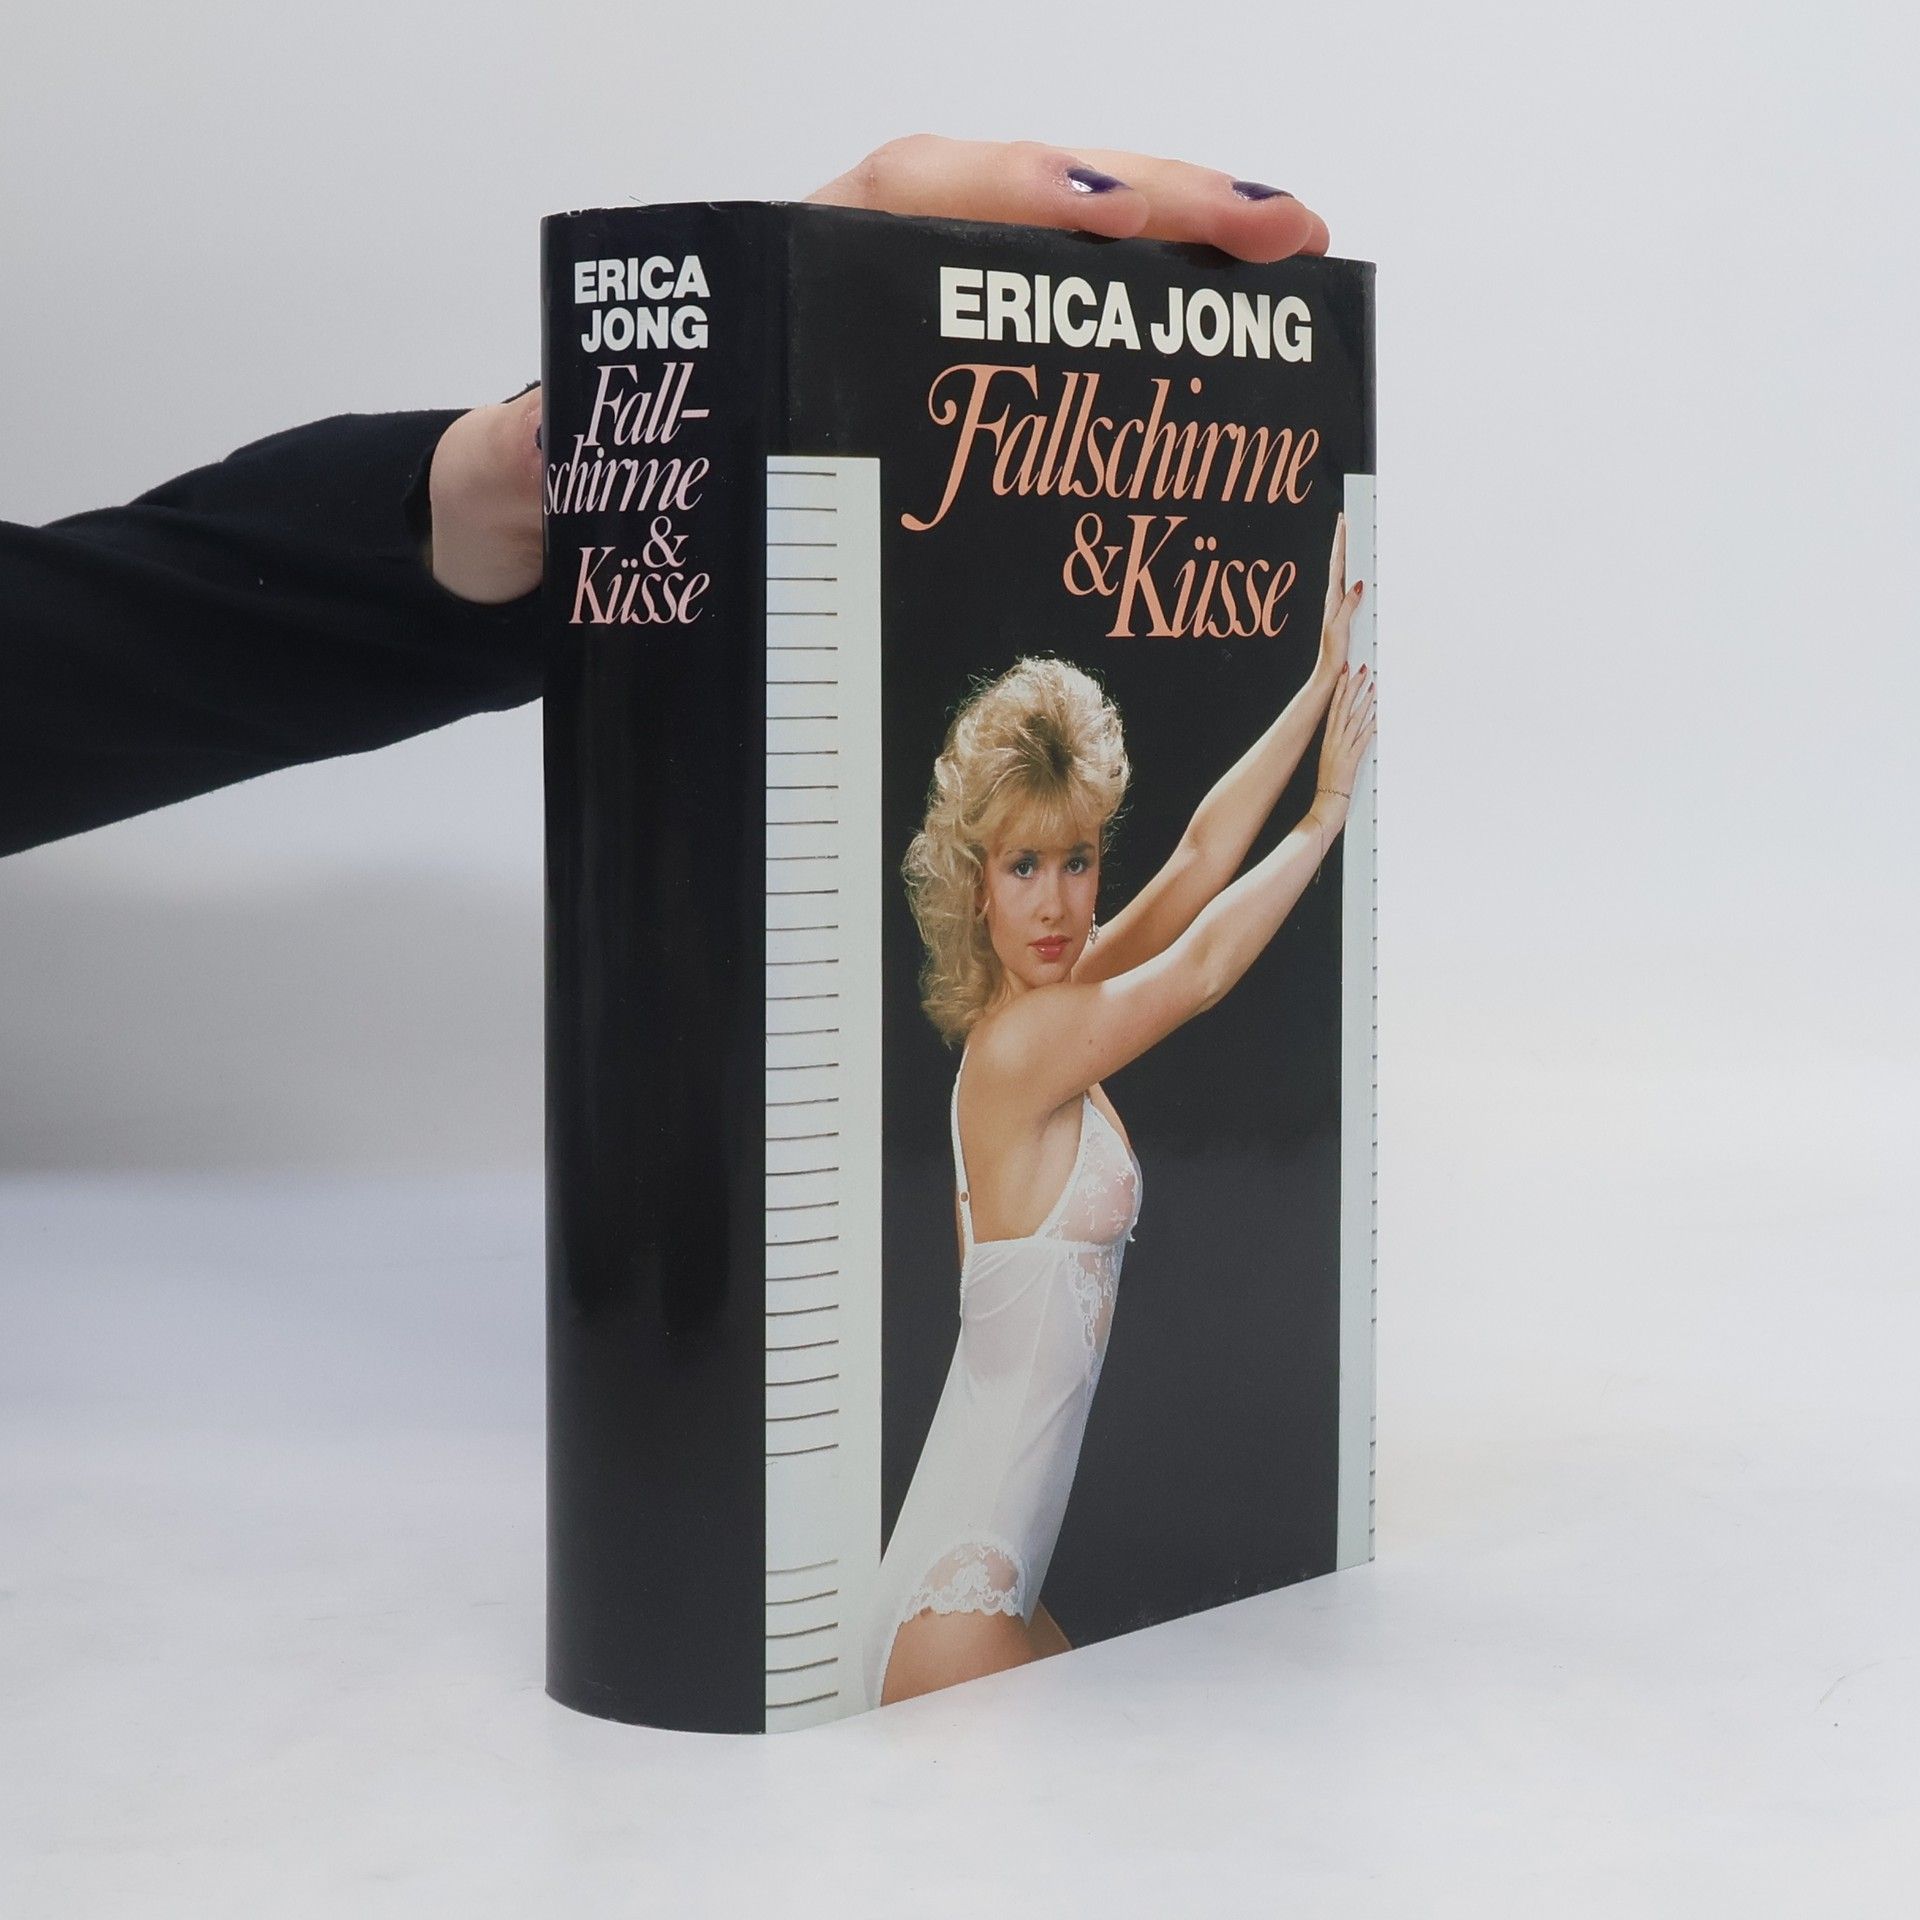 ERICA
JONG
Fall-
schirme
&
Küsse
ERICA JONG
Fallschirme
&Küsse